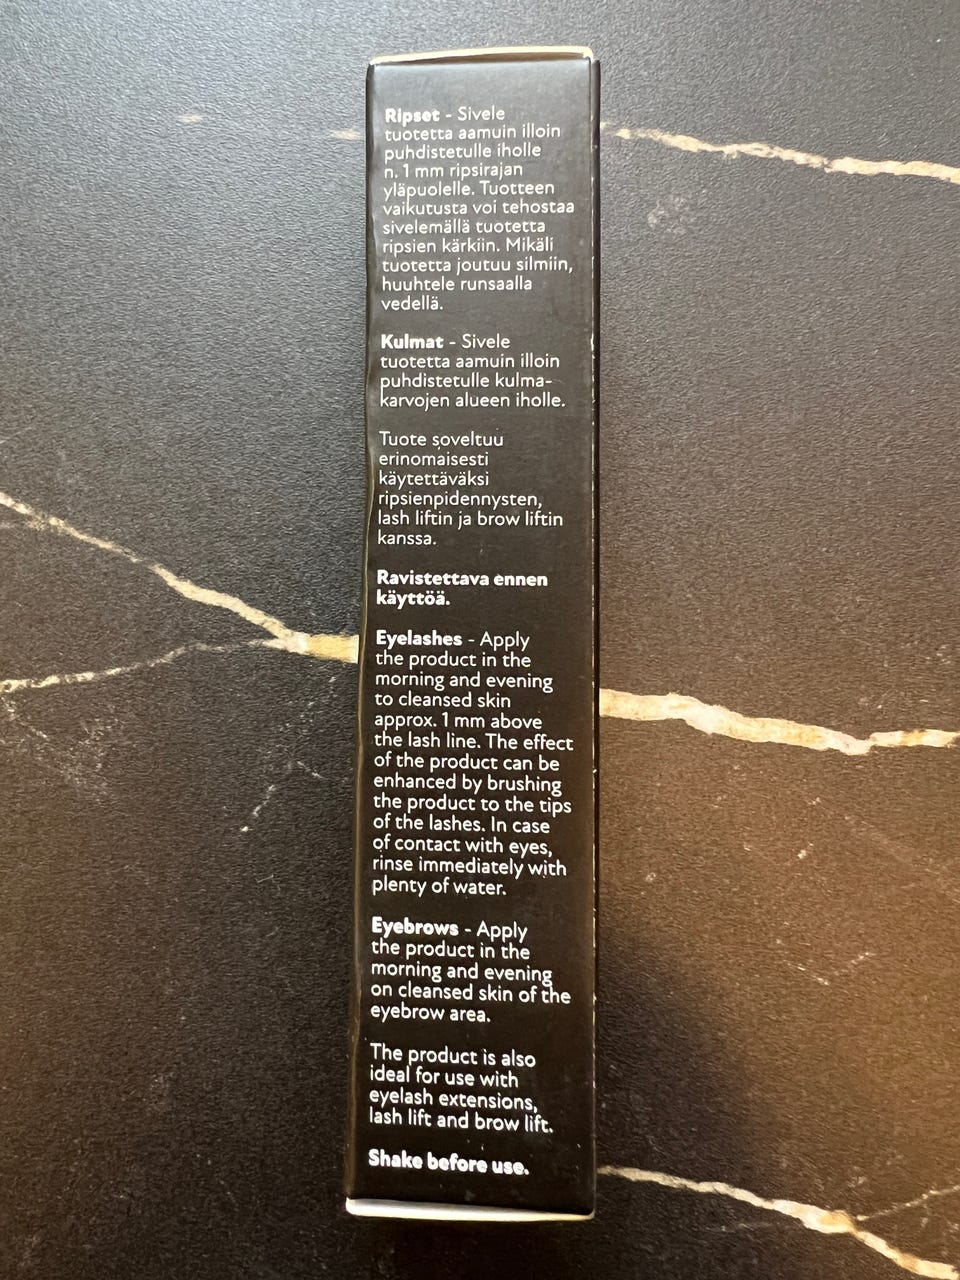 Ripset - Sivele
tuotetta aamuin illoin
puhdistetulle iholle
n. 1 mm ripsirajan
yläpuolelle. Tuotteen
vaikutusta voi tehostaa
sivelemällä tuotetta
ripsien kärkiin. Mikäli
tuotetta joutuu silmiin,
huuhtele runsaalla
vedellä.
Kulmat - Sivele
tuotetta aamuin illoin
puhdistetulle kulma-
karvojen alueen iholle.
Tuote soveltuu
erinomaisesti
käytettäväksi
ripsienpidennysten,
lash liftin ja brow liftin
kanssa.
Ravistettava ennen
käyttöä.
Eyelashes - Apply
the product in the
morning and evening
to cleansed skin
approx. 1 mm above
the lash line. The effect
of the product can be
enhanced by brushing
the product to the tips
of the lashes. In case
of contact with eyes,
rinse immediately with
plenty of water.
Eyebrows - Apply
the product in the
morning and evening
on cleansed skin of the
eyebrow area.
The product is also
ideal for use with
eyelash extensions,
lash lift and brow lift.
Shake before use.